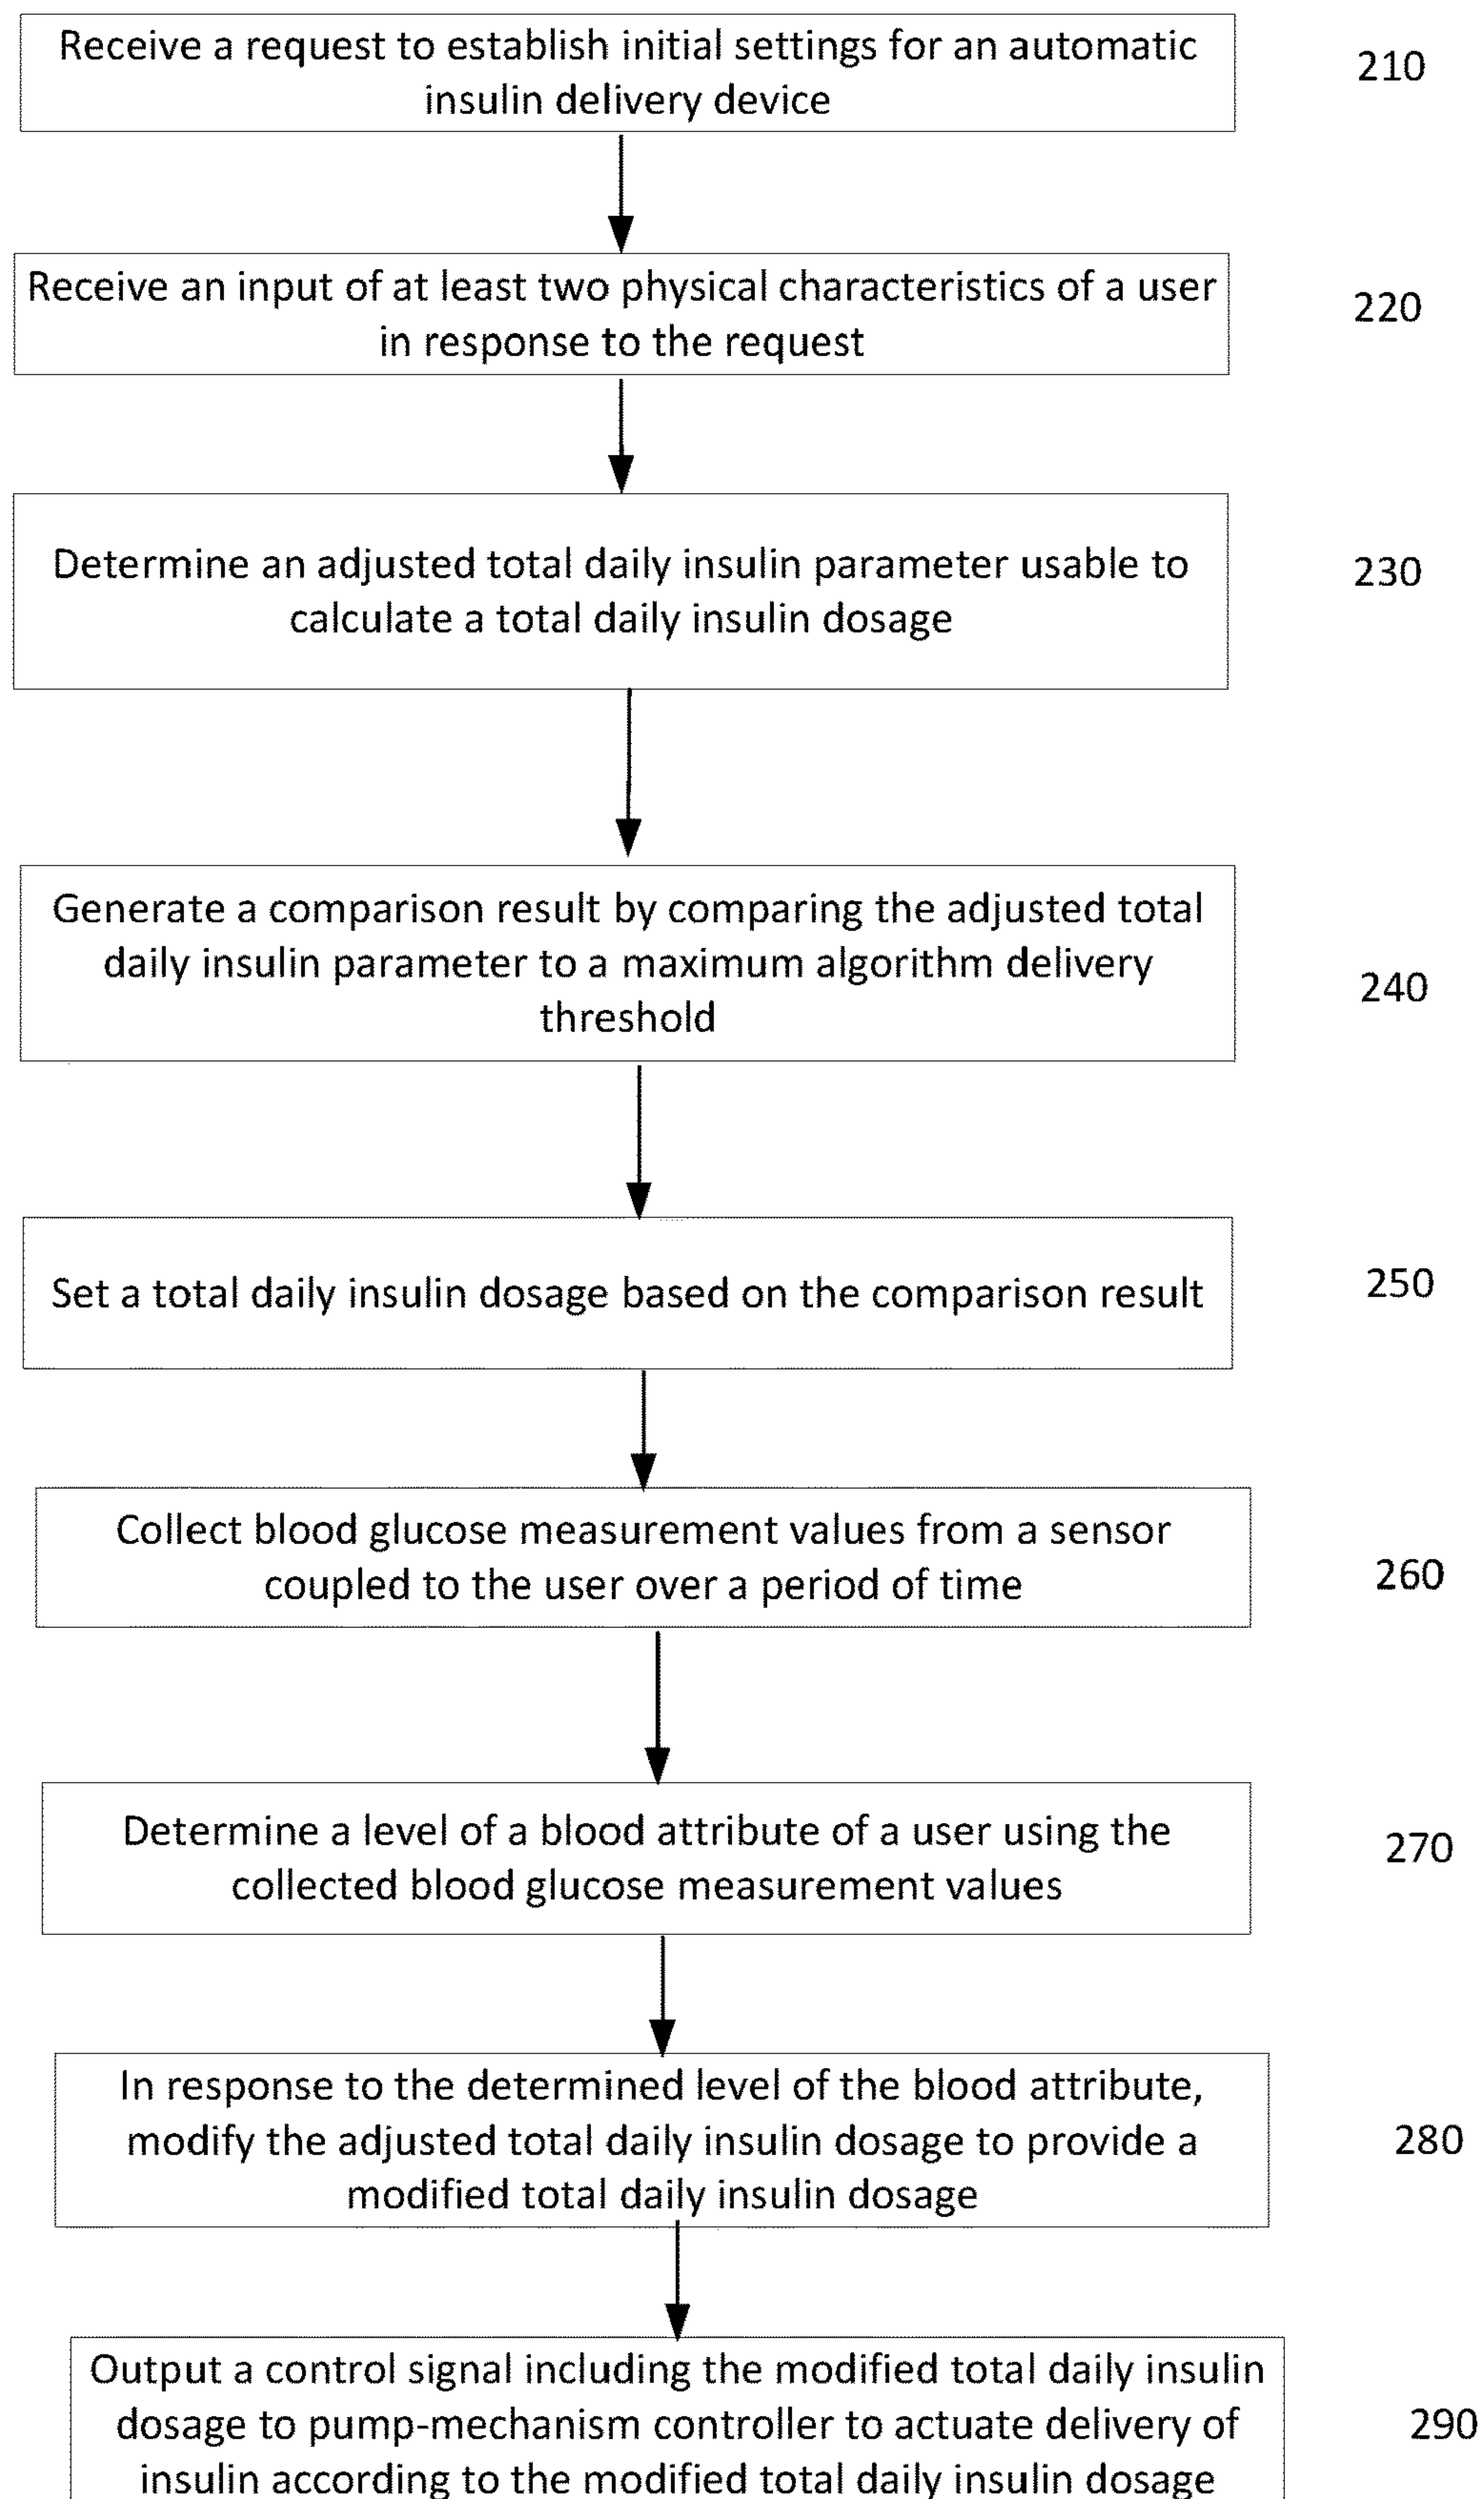 Receive a request to establish initial settings for an automatic
insulin delivery device
210
Receive an input of at least two physical characteristics of a user
in response to the request
220
Determine an adjusted total daily insulin parameter usable to
calculate a total daily insulin dosage
230
Generate a comparison result by comparing the adjusted total
daily insulin parameter to a maximum algorithm delivery
threshold
240
Set a total daily insulin dosage based on the comparison result
250
Collect blood glucose measurement values from a sensor
coupled to the user over a period of time
260
Determine a level of a blood attribute of a user using the
collected blood glucose measurement values
270
In response to the determined level of the blood attribute,
modify the adjusted total daily insulin dosage to provide a
modified total daily insulin dosage
280
Output a control signal including the modified total daily insulin
dosage to pump-mechanism controller to actuate delivery of
insulin according to the modified total daily insulin dosage
290